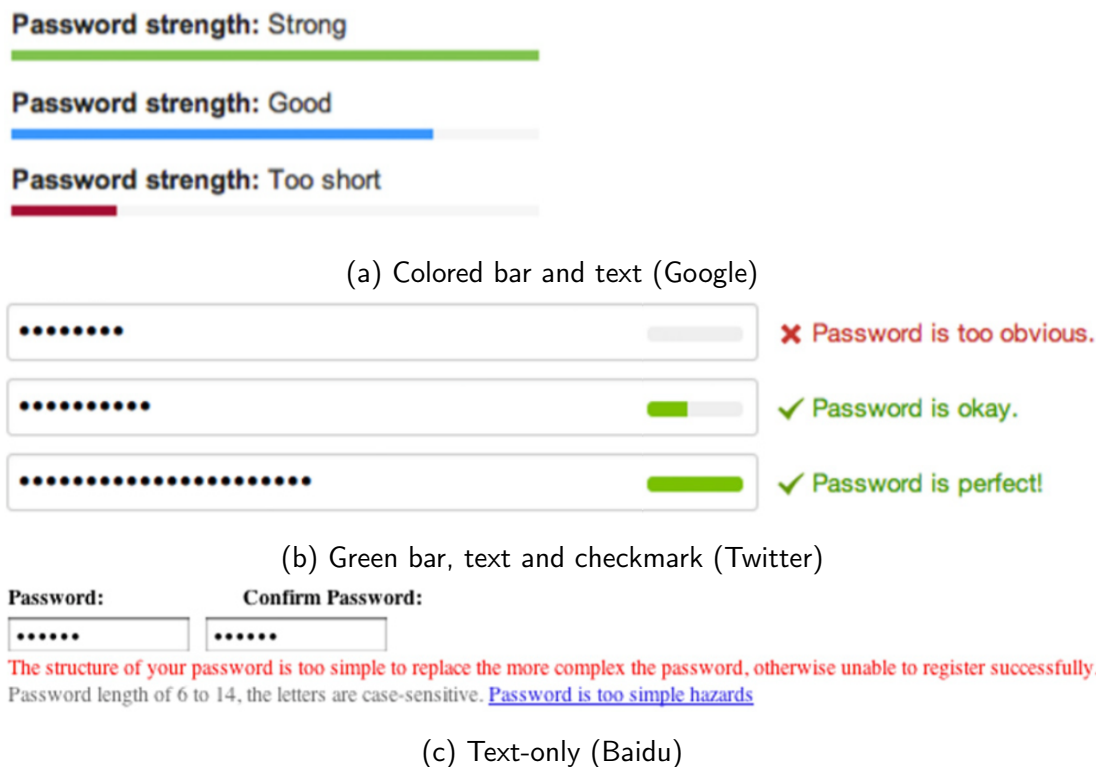 Password strength: Strong
Password strength: Good
Password strength: Too short
(a) Colored bar and text (Google)
Password is too obvious.
Password is okay.
Password is perfect!
(b) Green bar, text and checkmark (Twitter)
Password: Confirm Password:
The structure of your password is too simple to replace the more complex the password, otherwise unable to register successfully.
Password length of 6 to 14, the letters are case-sensitive. Password is too simple hazards
(c) Text-only (Baidu)